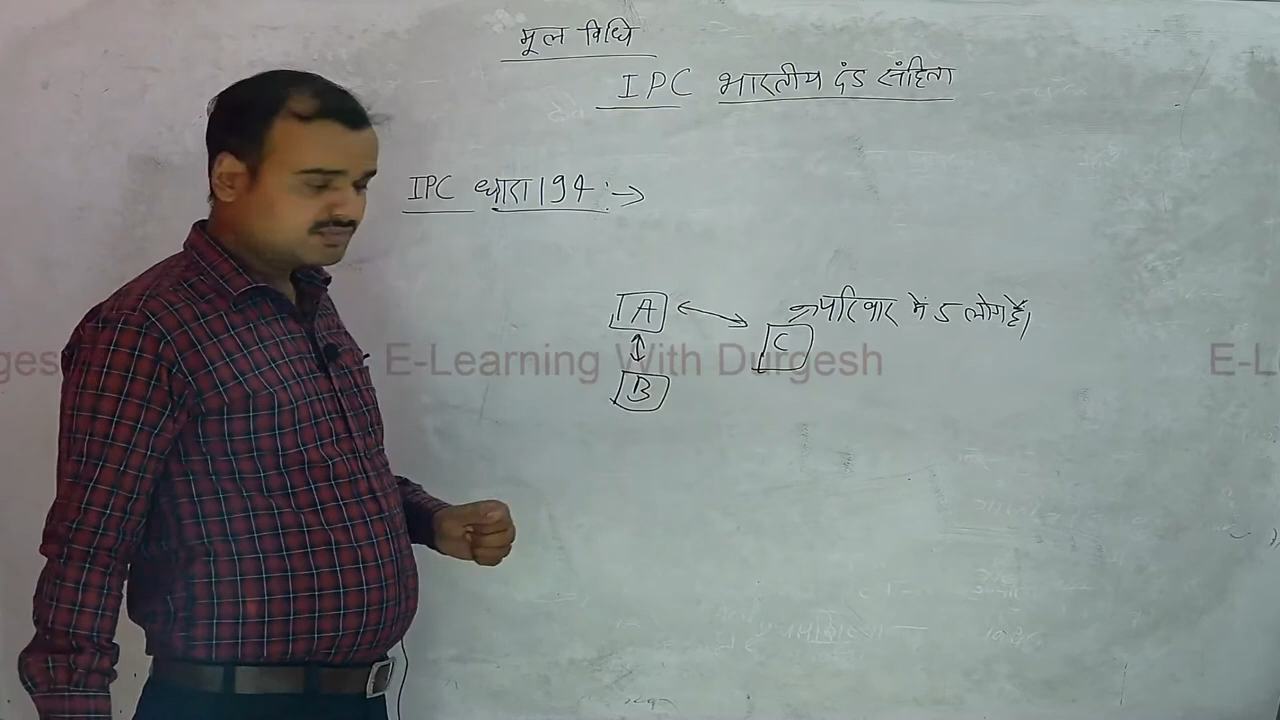 मूल विधि
IPC भारतीय दंड संहिता
IPC धारा 194 :→
A ↔ C → परिवार में 5 लोग हैं।
↕
B
E-Learning With Durgesh